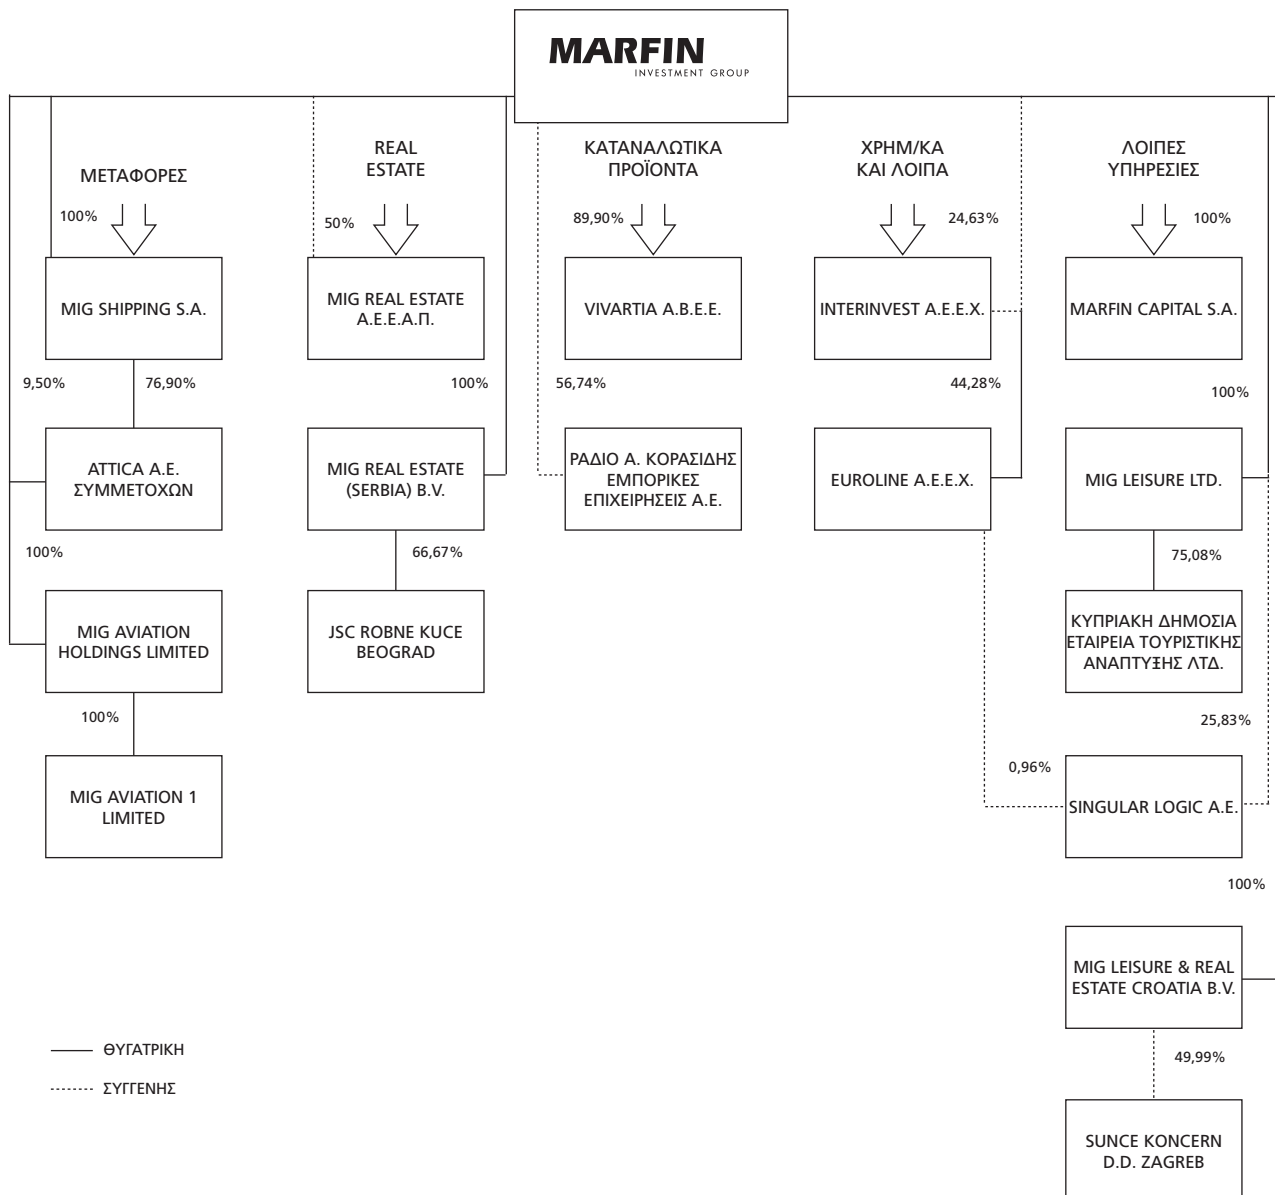 MARFIN
INVESTMENT GROUP
ΜΕΤΑΦΟΡΕΣ
100%
MIG SHIPPING S.A.
9,50%
76,90%
ATTICA Α.Ε.
ΣΥΜΜΕΤΟΧΩΝ
100%
MIG AVIATION
HOLDINGS LIMITED
100%
MIG AVIATION 1
LIMITED
REAL
ESTATE
50%
MIG REAL ESTATE
Α.Ε.Ε.Α.Π.
100%
MIG REAL ESTATE
(SERBIA) B.V.
66,67%
JSC ROBNE KUCE
BEOGRAD
ΚΑΤΑΝΑΛΩΤΙΚΑ
ΠΡΟΪΟΝΤΑ
89,90%
VIVARTIA Α.Β.Ε.Ε.
56,74%
ΡΑΔΙΟ Α. ΚΟΡΑΣΙΔΗΣ
ΕΜΠΟΡΙΚΕΣ
ΕΠΙΧΕΙΡΗΣΕΙΣ Α.Ε.
ΧΡΗΜ/ΚΑ
ΚΑΙ ΛΟΙΠΑ
24,63%
INTERINVEST Α.Ε.Ε.Χ.
44,28%
EUROLINE Α.Ε.Ε.Χ.
ΛΟΙΠΕΣ
ΥΠΗΡΕΣΙΕΣ
100%
MARFIN CAPITAL S.A.
100%
MIG LEISURE LTD.
75,08%
ΚΥΠΡΙΑΚΗ ΔΗΜΟΣΙΑ
ΕΤΑΙΡΕΙΑ ΤΟΥΡΙΣΤΙΚΗΣ
ΑΝΑΠΤΥΞΗΣ ΛΤΔ.
25,83%
0,96%
SINGULAR LOGIC Α.Ε.
100%
MIG LEISURE & REAL
ESTATE CROATIA B.V.
49,99%
SUNCE KONCERN
D.D. ZAGREB
ΘΥΓΑΤΡΙΚΗ
ΣΥΓΓΕΝΗΣ